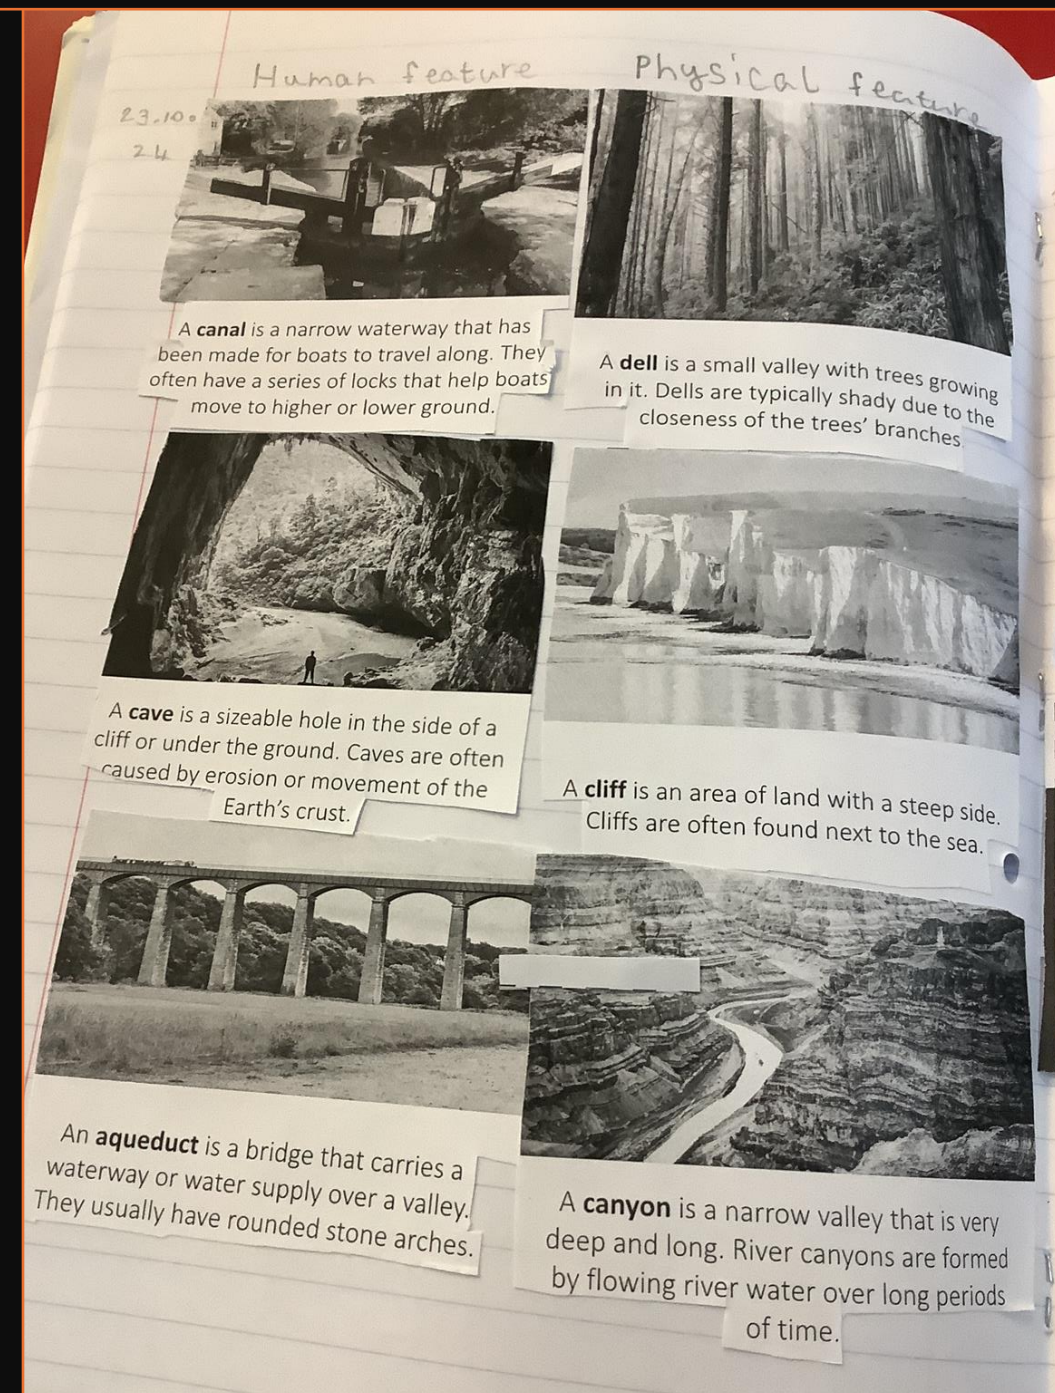 Human feature
Physical feature
23.10.
24
A canal is a narrow waterway that has
been made for boats to travel along. They
often have a series of locks that help boats
move to higher or lower ground.
A dell is a small valley with trees growing
in it. Dells are typically shady due to the
closeness of the trees' branches
A cave is a sizeable hole in the side of a
cliff or under the ground. Caves are often
caused by erosion or movement of the
Earth's crust.
A cliff is an area of land with a steep side.
Cliffs are often found next to the sea.
An aqueduct is a bridge that carries a
waterway or water supply over a valley.
They usually have rounded stone arches.
A canyon is a narrow valley that is very
deep and long. River canyons are formed
by flowing river water over long periods
of time.